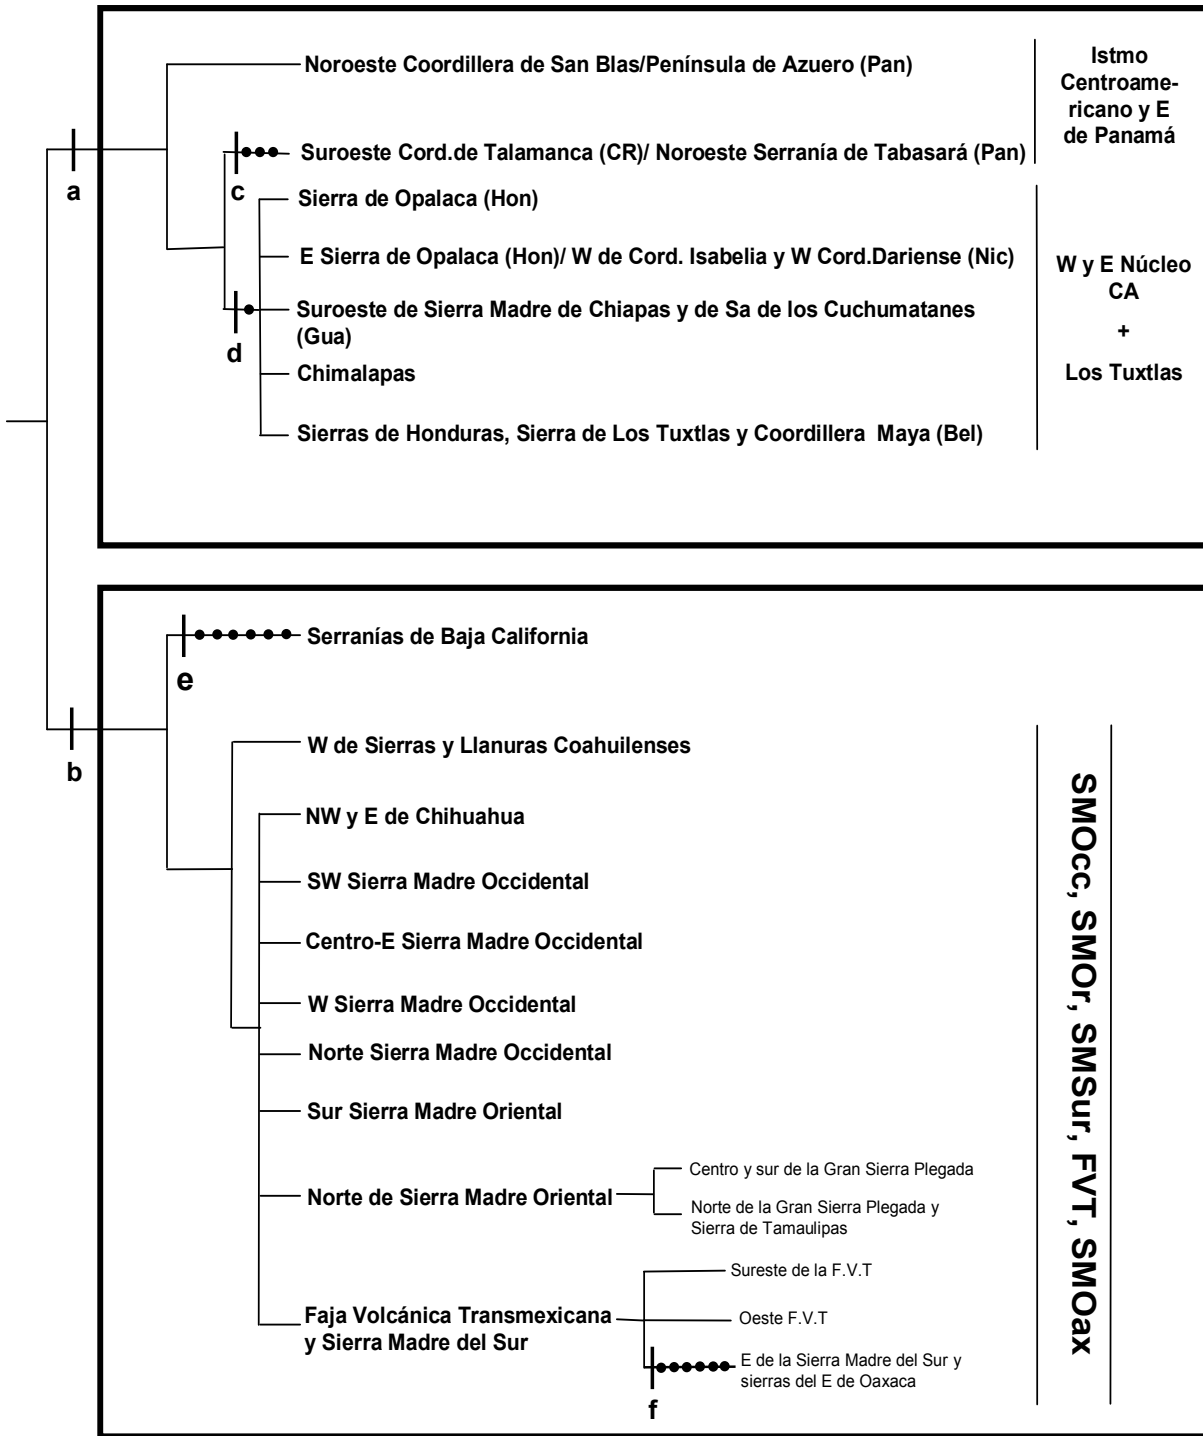 Noroeste Coordillera de San Blas/Península de Azuero (Pan)
Istmo
Centroame-
ricano y E
de Panamá
a
c
Suroeste Cord.de Talamanca (CR)/ Noroeste Serranía de Tabasará (Pan)
Sierra de Opalaca (Hon)
E Sierra de Opalaca (Hon)/ W de Cord. Isabelia y W Cord.Dariense (Nic)
d
Suroeste de Sierra Madre de Chiapas y de Sa de los Cuchumatanes
(Gua)
Chimalapas
Sierras de Honduras, Sierra de Los Tuxtlas y Coordillera Maya (Bel)
W y E Núcleo
CA
+
Los Tuxtlas
e
Serranías de Baja California
b
W de Sierras y Llanuras Coahuilenses
NW y E de Chihuahua
SW Sierra Madre Occidental
Centro-E Sierra Madre Occidental
W Sierra Madre Occidental
Norte Sierra Madre Occidental
Sur Sierra Madre Oriental
Norte de Sierra Madre Oriental
Centro y sur de la Gran Sierra Plegada
Norte de la Gran Sierra Plegada y
Sierra de Tamaulipas
Faja Volcánica Transmexicana
y Sierra Madre del Sur
Sureste de la F.V.T
Oeste F.V.T
E de la Sierra Madre del Sur y
sierras del E de Oaxaca
f
SMOcc, SMOr, SMSur, FVT, SMOax